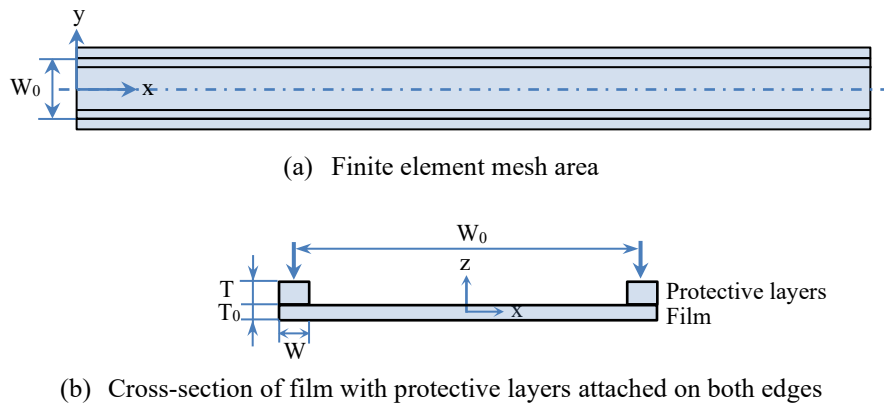 y
W₀
x
(a) Finite element mesh area
W₀
z
T
Protective layers
T₀
x
Film
W
(b) Cross-section of film with protective layers attached on both edges